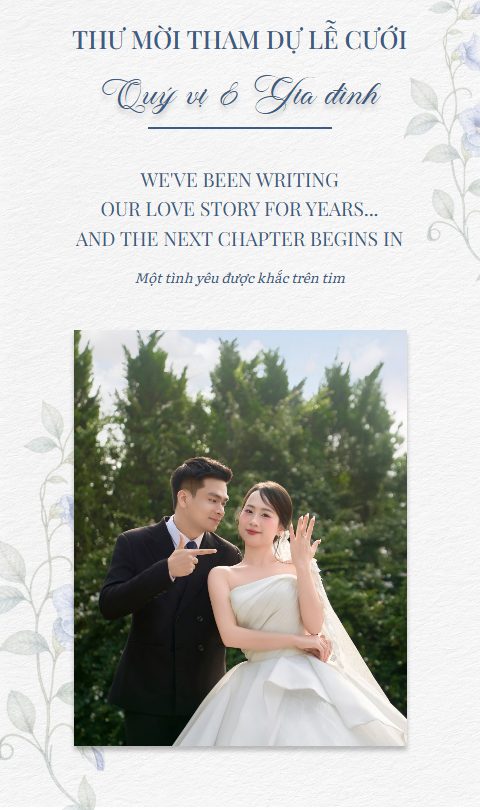 THƯ MỜI THAM DỰ LỄ CƯỚI
Quý vị & Gia đình
WE'VE BEEN WRITING
OUR LOVE STORY FOR YEARS...
AND THE NEXT CHAPTER BEGINS IN
Một tình yêu được khắc trên tim